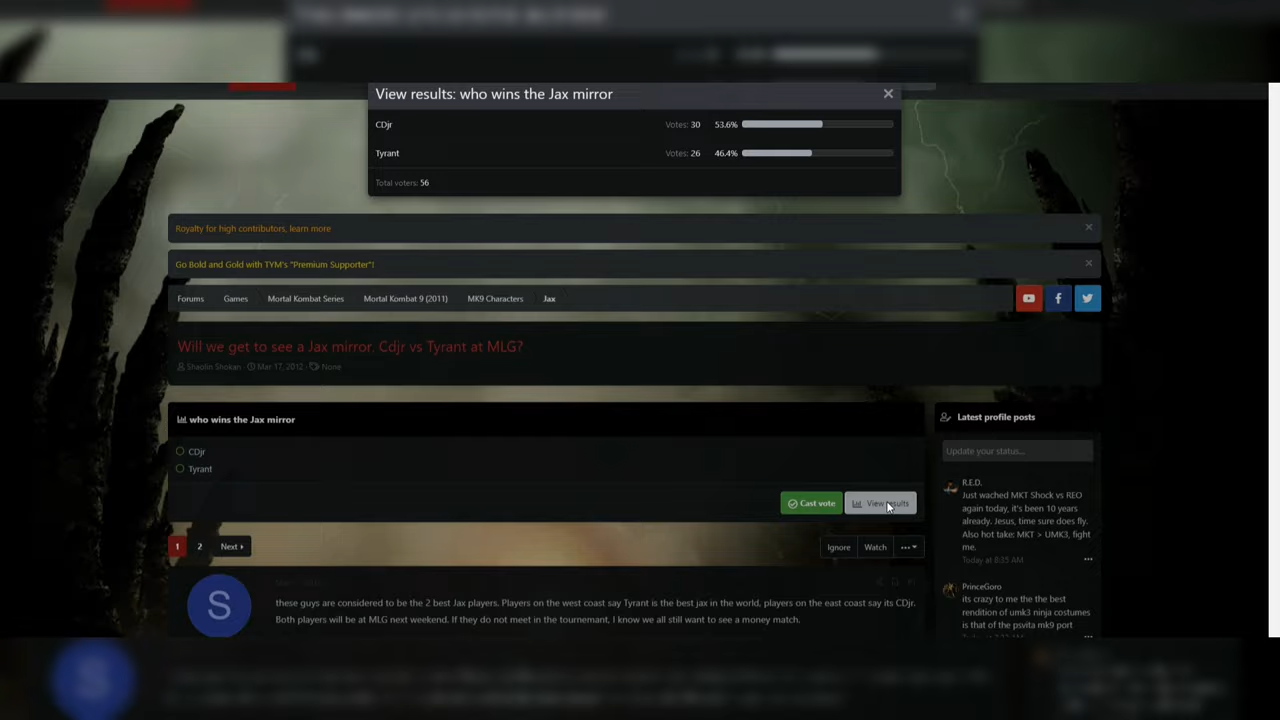 View results: who wins the Jax mirror
CDjr Votes: 30 53.6%
Tyrant Votes: 26 46.4%
Total voters: 56
Royalty for high contributors, learn more
Go Bold and Gold with TYM's "Premium Supporter"!
Forums Games Mortal Kombat Series Mortal Kombat 9 (2011) MK9 Characters Jax
Will we get to see a Jax mirror. Cdjr vs Tyrant at MLG?
Shaolin Shokan · Mar 17, 2012 · None
who wins the Jax mirror
CDjr
Tyrant
Cast vote View results
1 2 Next
Ignore Watch
S
these guys are considered to be the 2 best Jax players. Players on the west coast say Tyrant is the best jax in the world, players on the east coast say its CDjr.
Both players will be at MLG next weekend. If they do not meet in the tournemant, I know we all still want to see a money match.
Latest profile posts
Update your status...
R.E.D.
Just wached MKT Shock vs REO
again today, it's been 10 years
already. Jesus, time sure does fly.
Also hot take: MKT > UMK3, fight
me.
Today at 6:35 AM
PrinceGoro
its crazy to me the the best
rendition of umk3 ninja costumes
is that of the psvita mk9 port